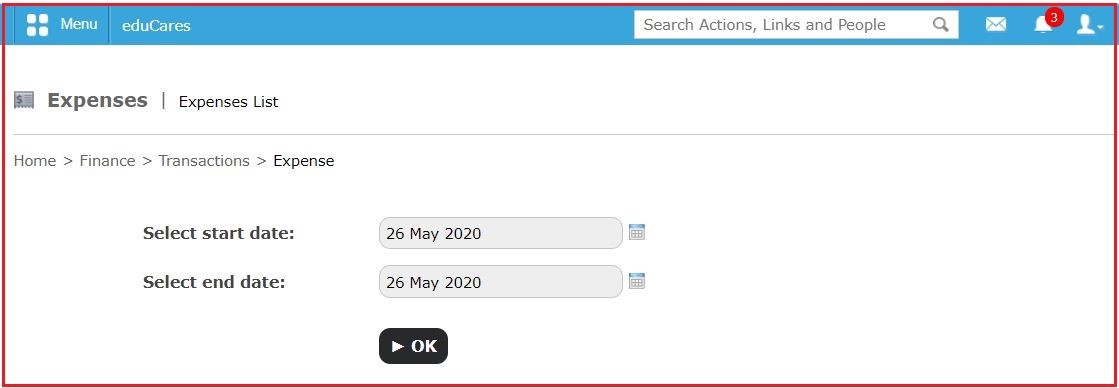 Menu eduCares Search Actions, Links and People 3
Expenses | Expenses List
Home > Finance > Transactions > Expense
Select start date: 26 May 2020
Select end date: 26 May 2020
► OK